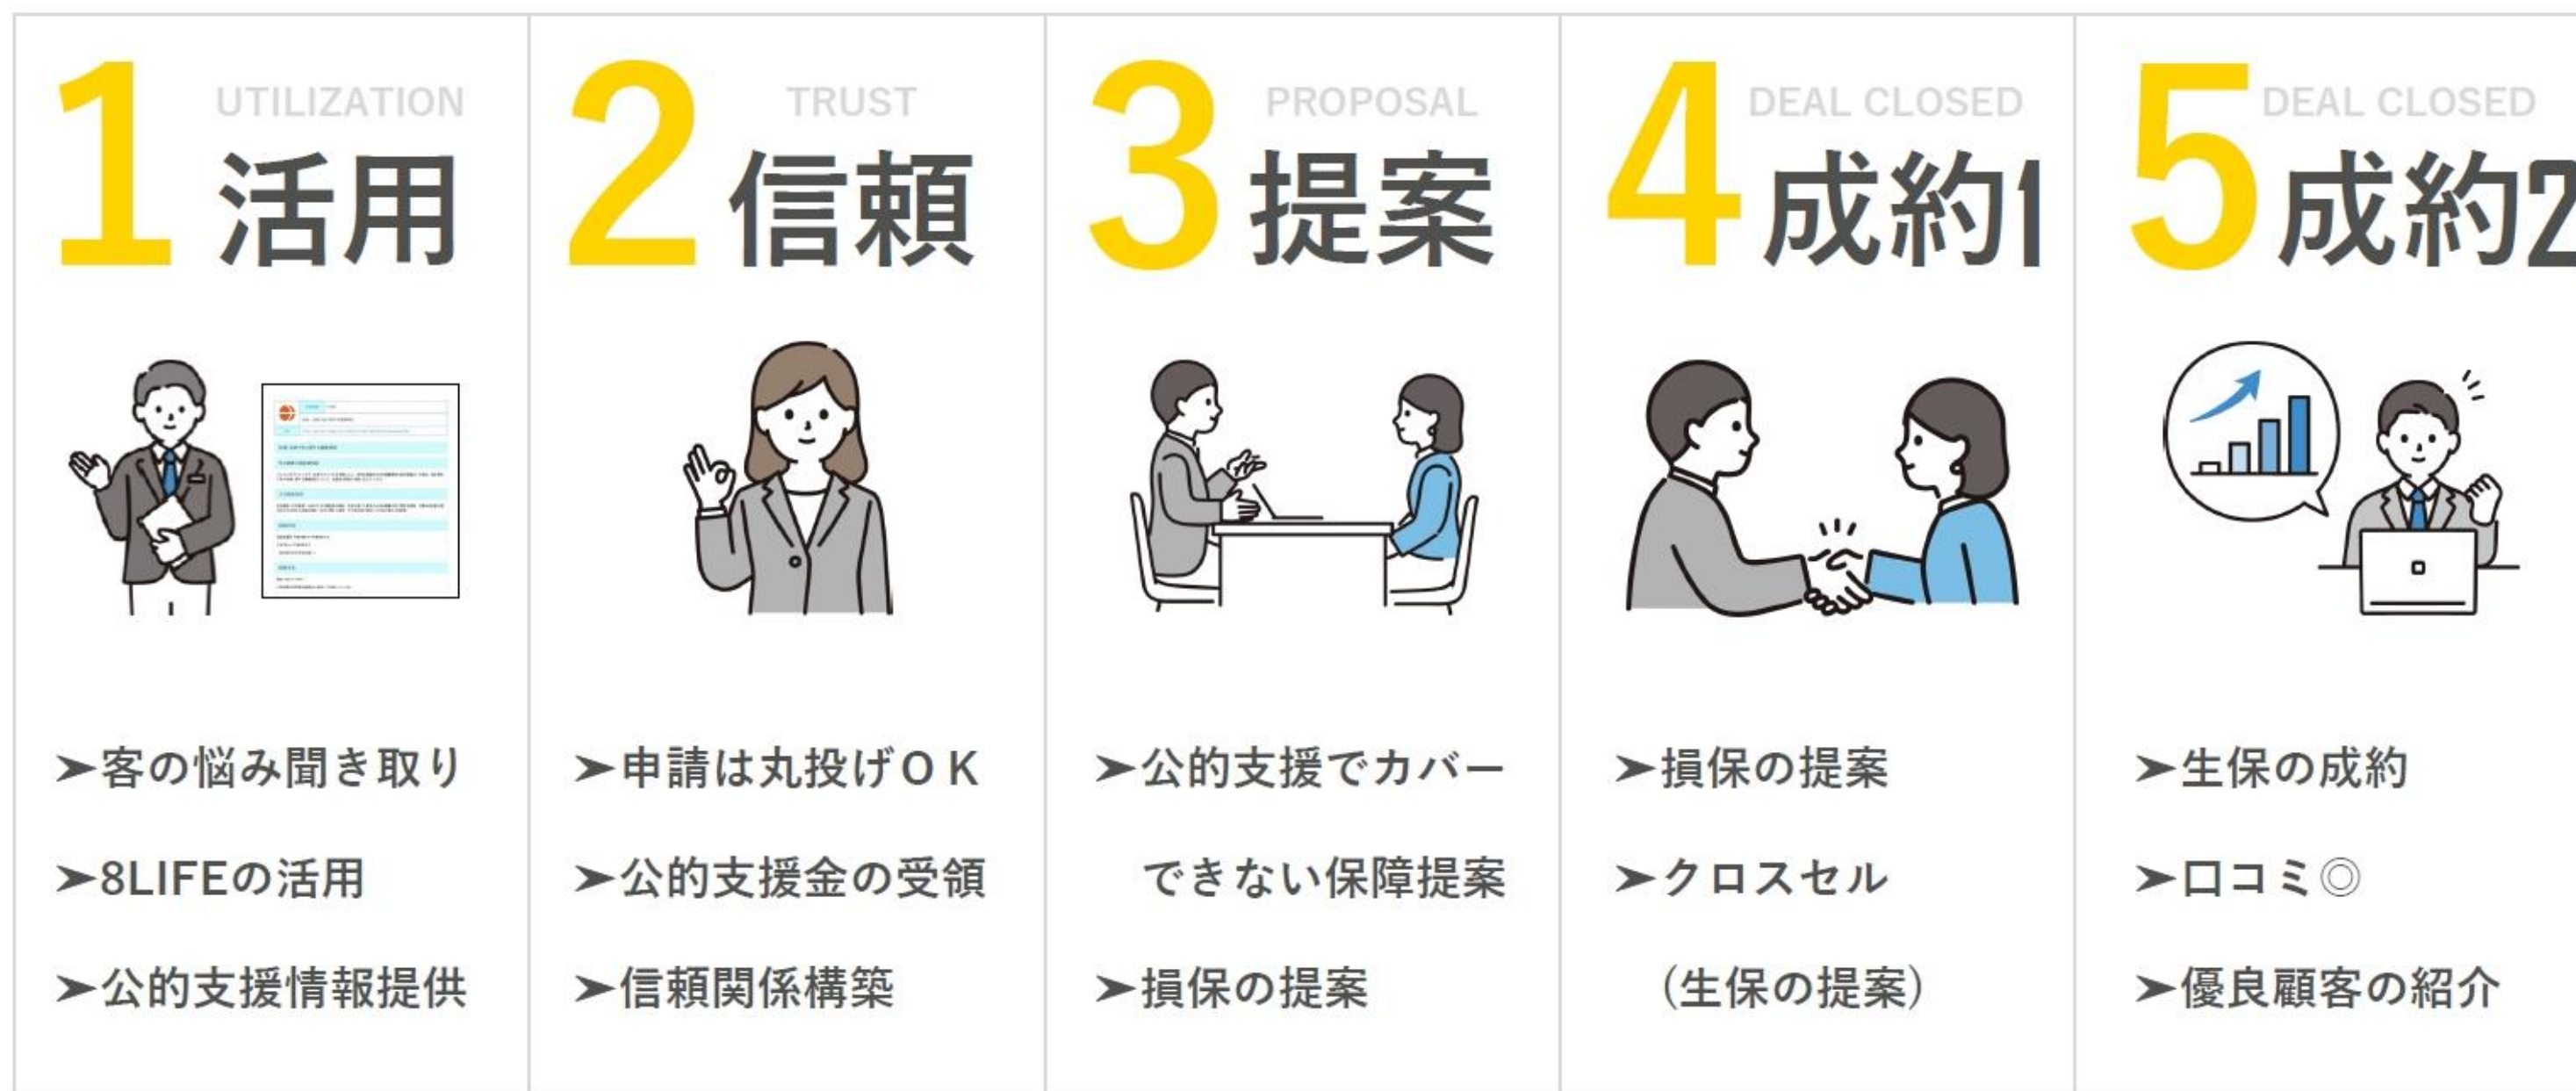 1
UTILIZATION
活用
➤客の悩み聞き取り
➤8LIFEの活用
➤公的支援情報提供
2
TRUST
信頼
➤申請は丸投げＯＫ
➤公的支援金の受領
➤信頼関係構築
3
PROPOSAL
提案
➤公的支援でカバー
できない保障提案
➤損保の提案
4
DEAL CLOSED
成約1
➤損保の提案
➤クロスセル
（生保の提案）
5
DEAL CLOSED
成約2
➤生保の成約
➤口コミ◎
➤優良顧客の紹介